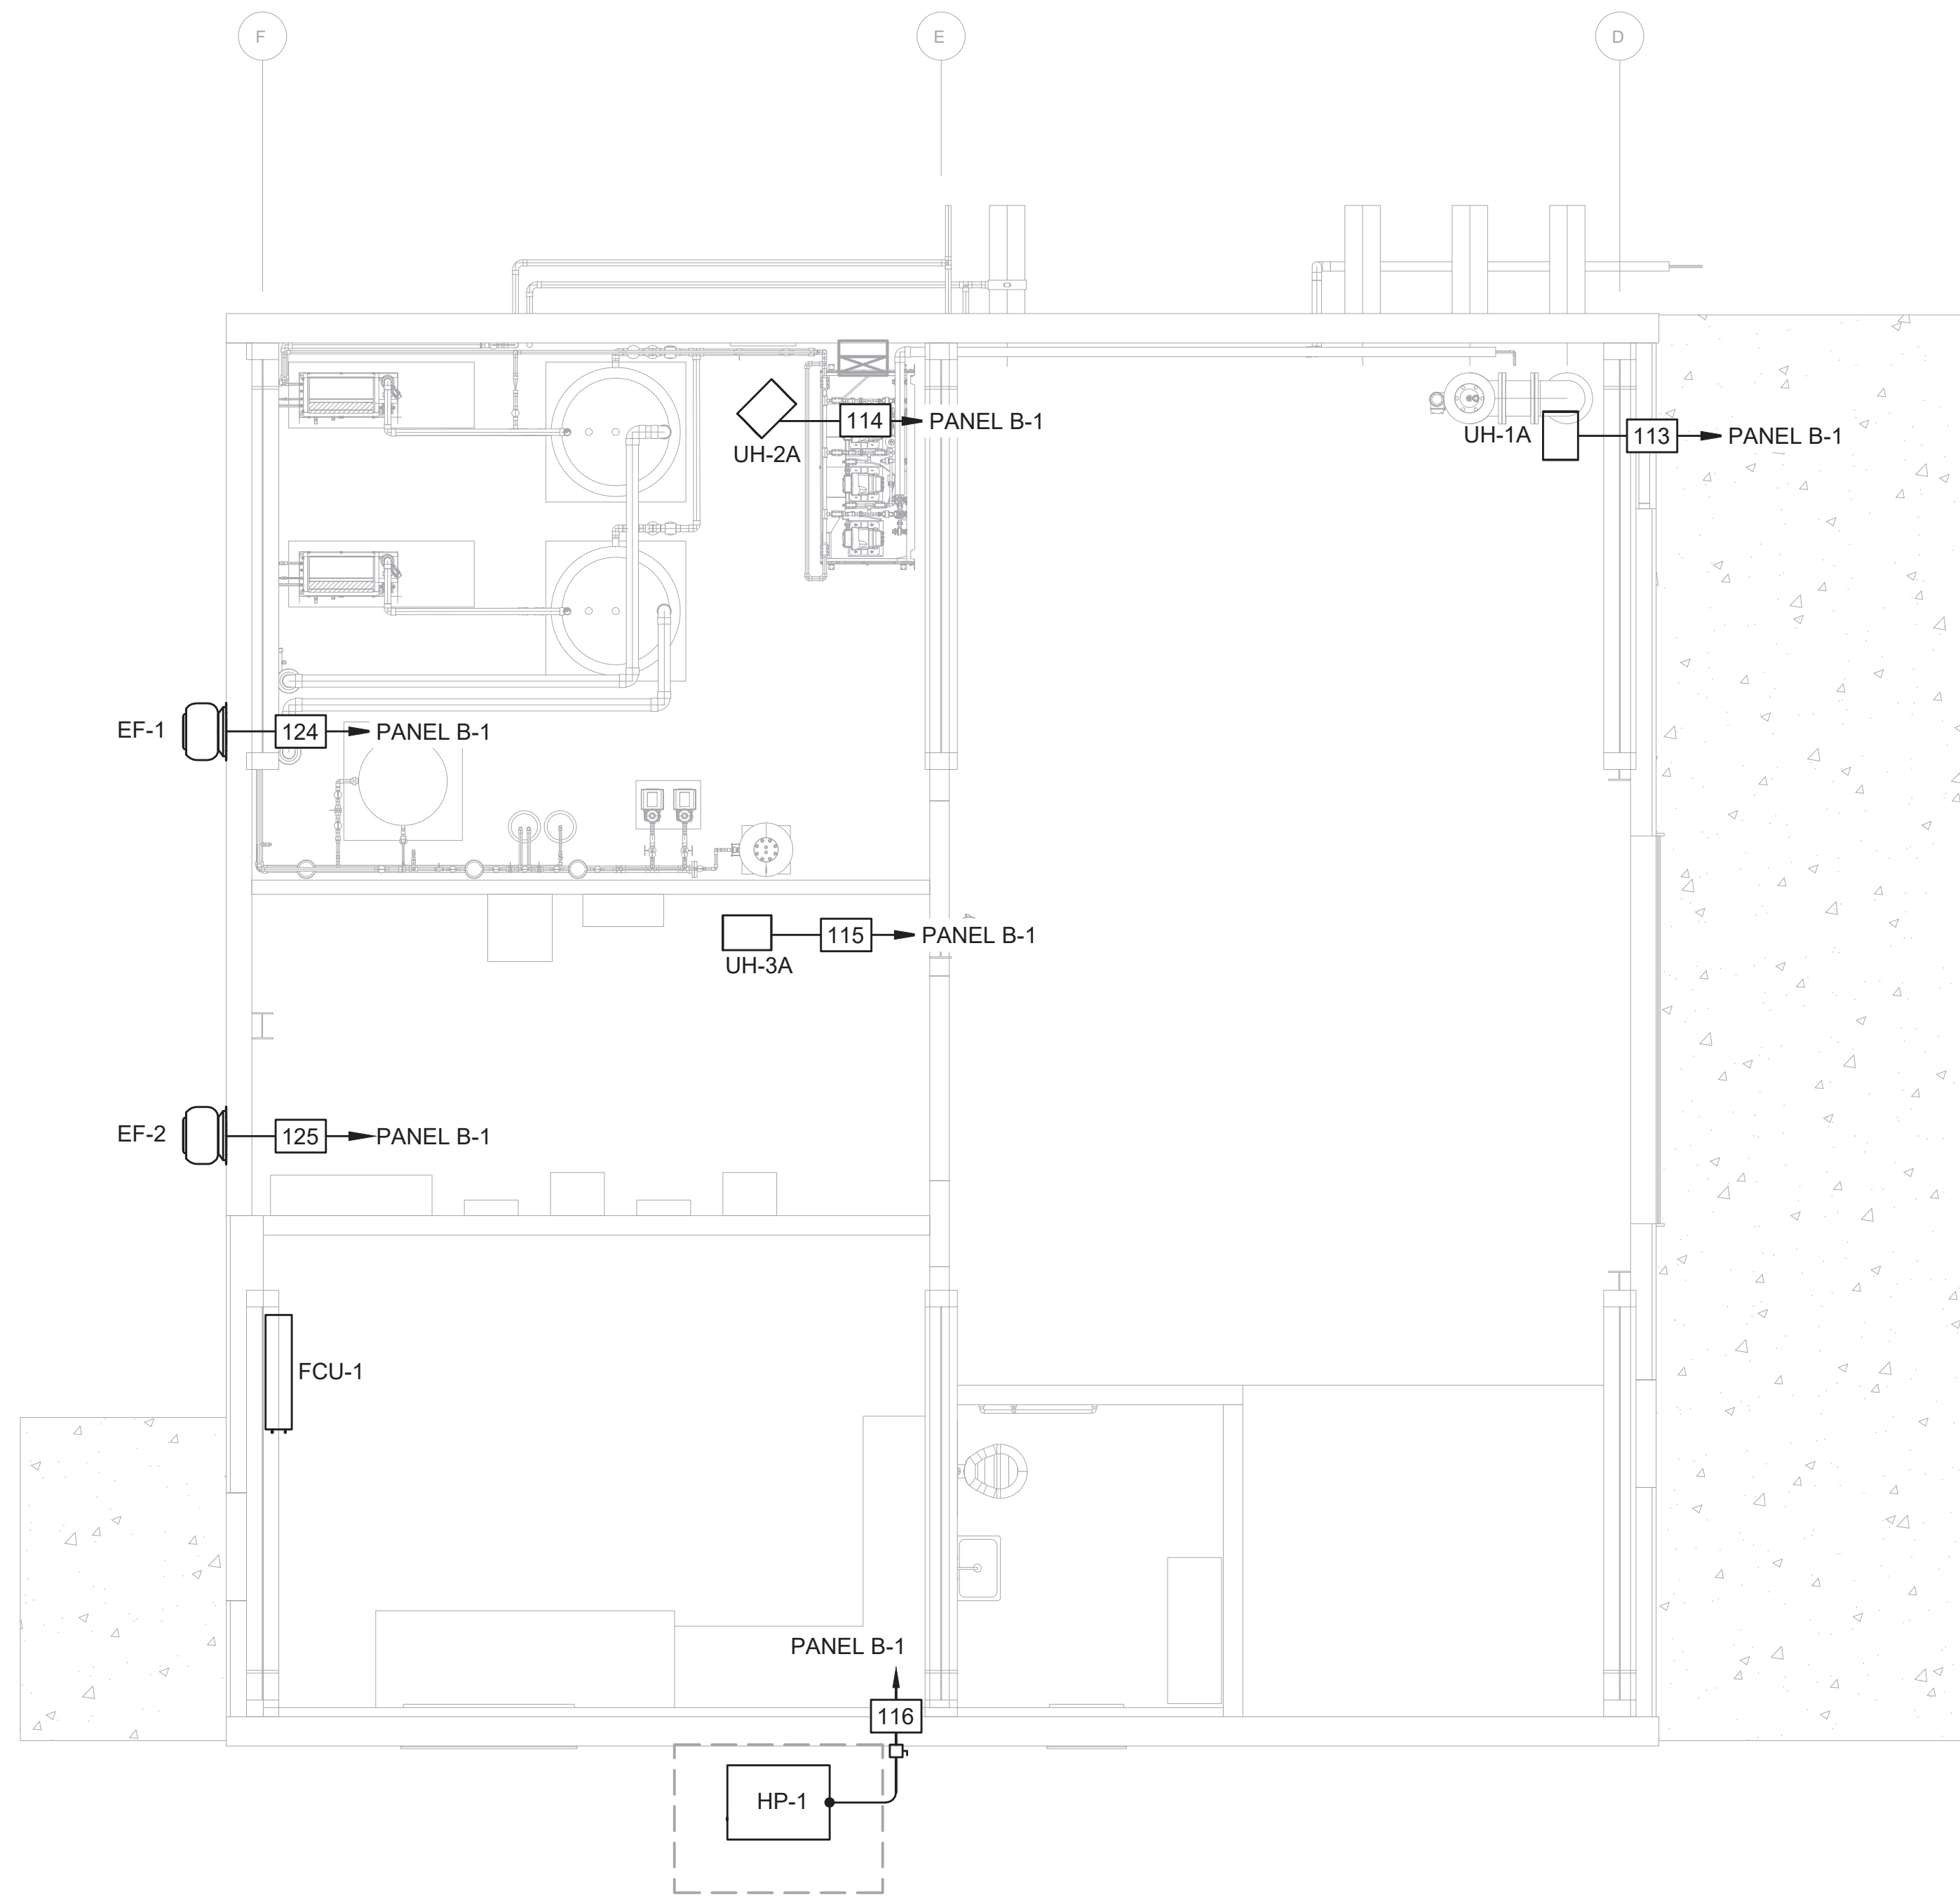 F
E
D
114
PANEL B-1
UH-2A
UH-1A
113
PANEL B-1
EF-1
124
PANEL B-1
115
PANEL B-1
UH-3A
EF-2
125
PANEL B-1
FCU-1
PANEL B-1
116
HP-1